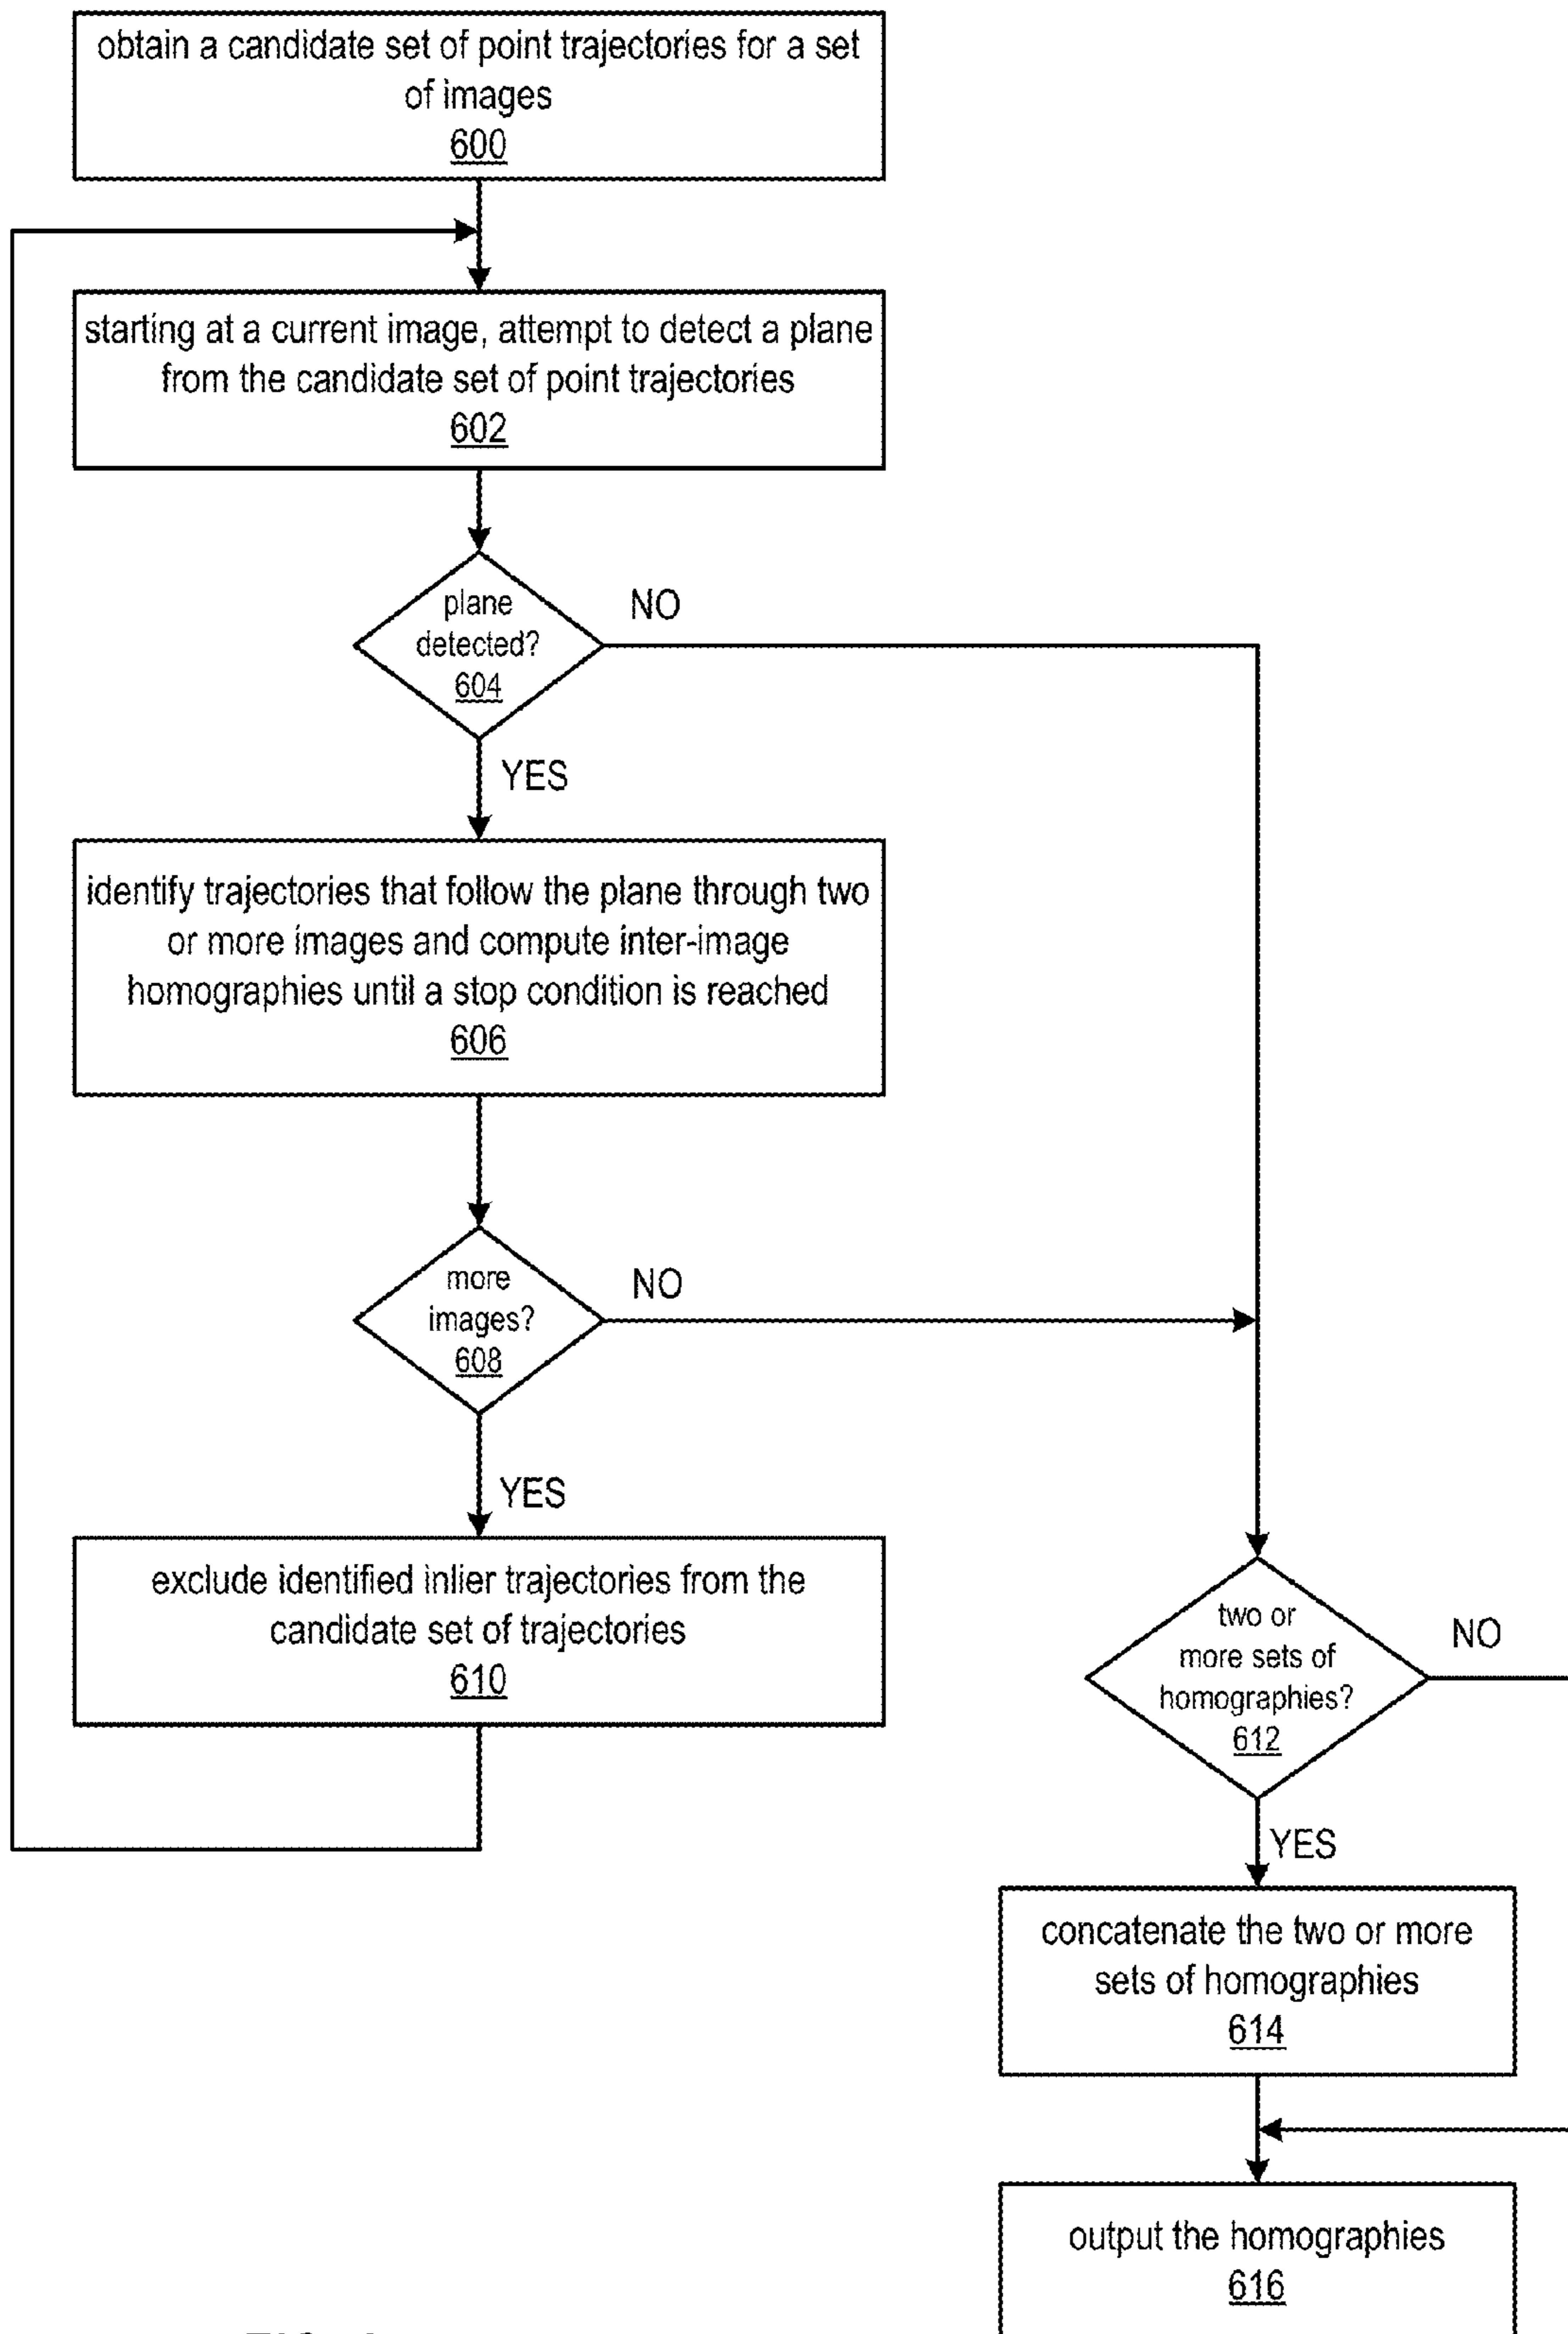 obtain a candidate set of point trajectories for a set
of images
600
starting at a current image, attempt to detect a plane
from the candidate set of point trajectories
602
plane
detected?
604
NO
YES
identify trajectories that follow the plane through two
or more images and compute inter-image
homographies until a stop condition is reached
606
more
images?
608
NO
YES
exclude identified inlier trajectories from the
candidate set of trajectories
610
two or
more sets of
homographies?
612
NO
YES
concatenate the two or more
sets of homographies
614
output the homographies
616